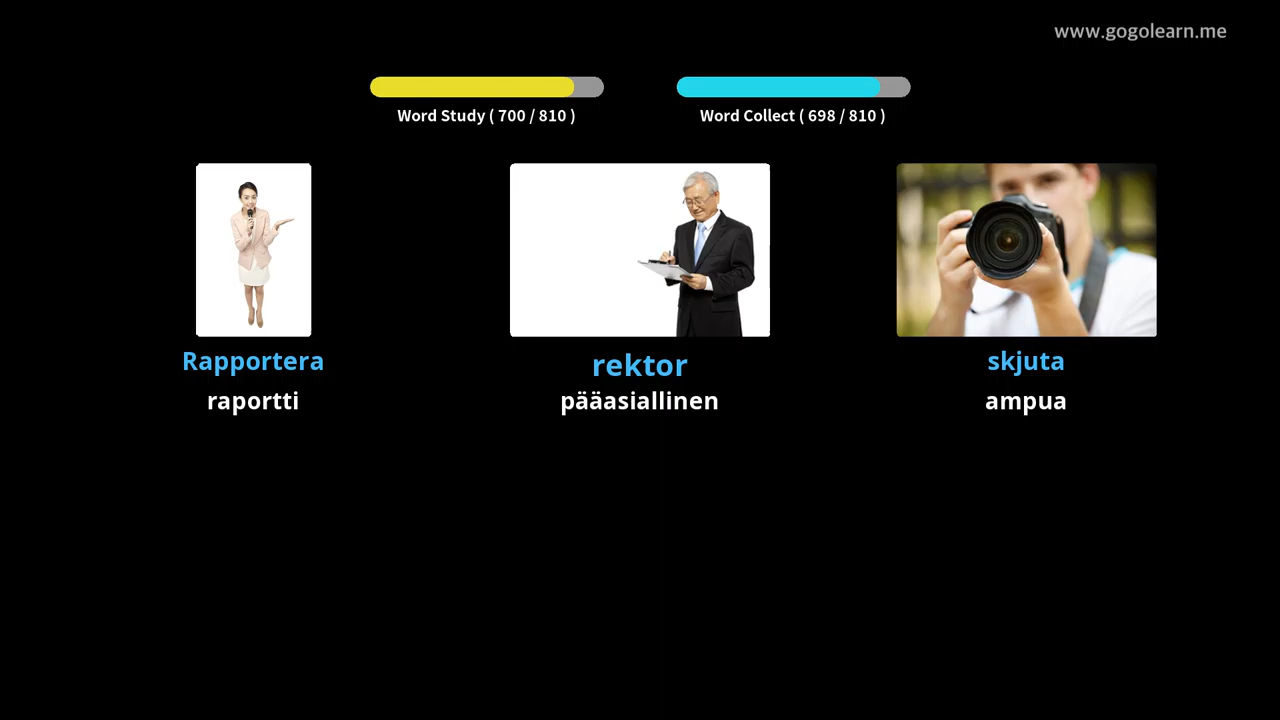 www.gogolearn.me
Word Study ( 700 / 810 )
Word Collect ( 698 / 810 )
Rapportera
raportti
rektor
pääasiallinen
skjuta
ampua